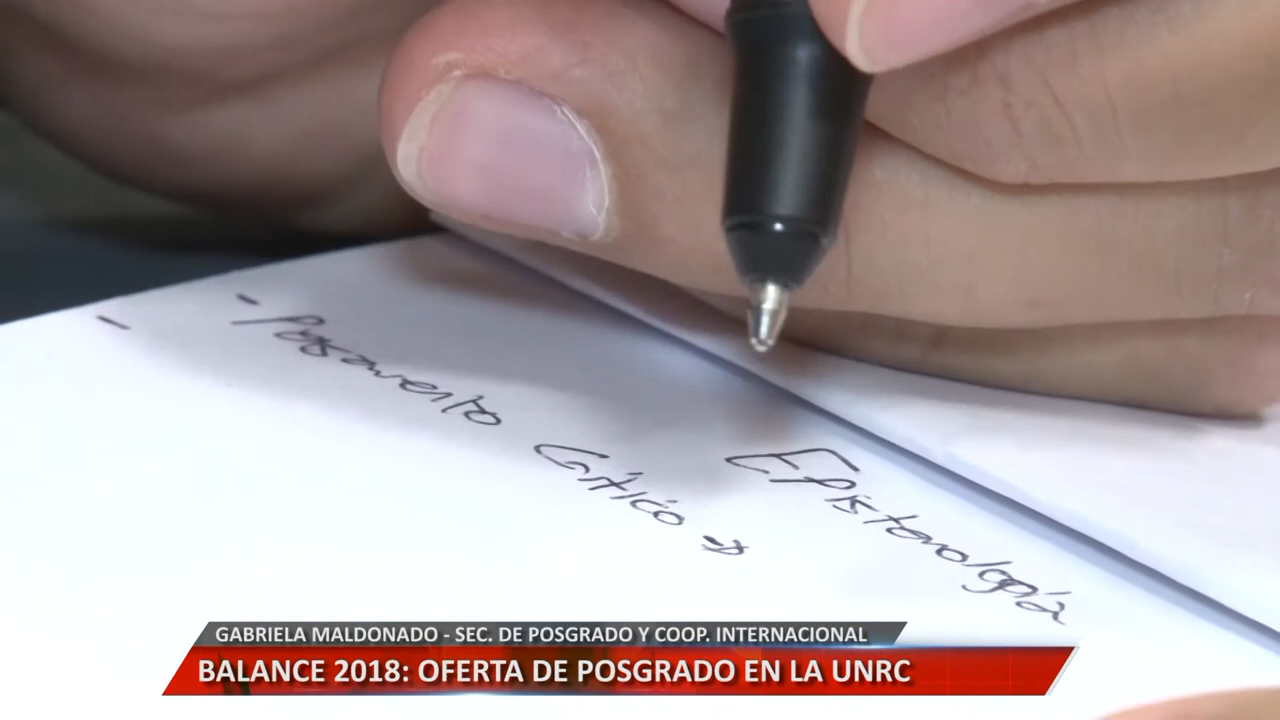 Epistemología
- Pensamiento Crítico →
-
GABRIELA MALDONADO - SEC. DE POSGRADO Y COOP. INTERNACIONAL
BALANCE 2018: OFERTA DE POSGRADO EN LA UNRC